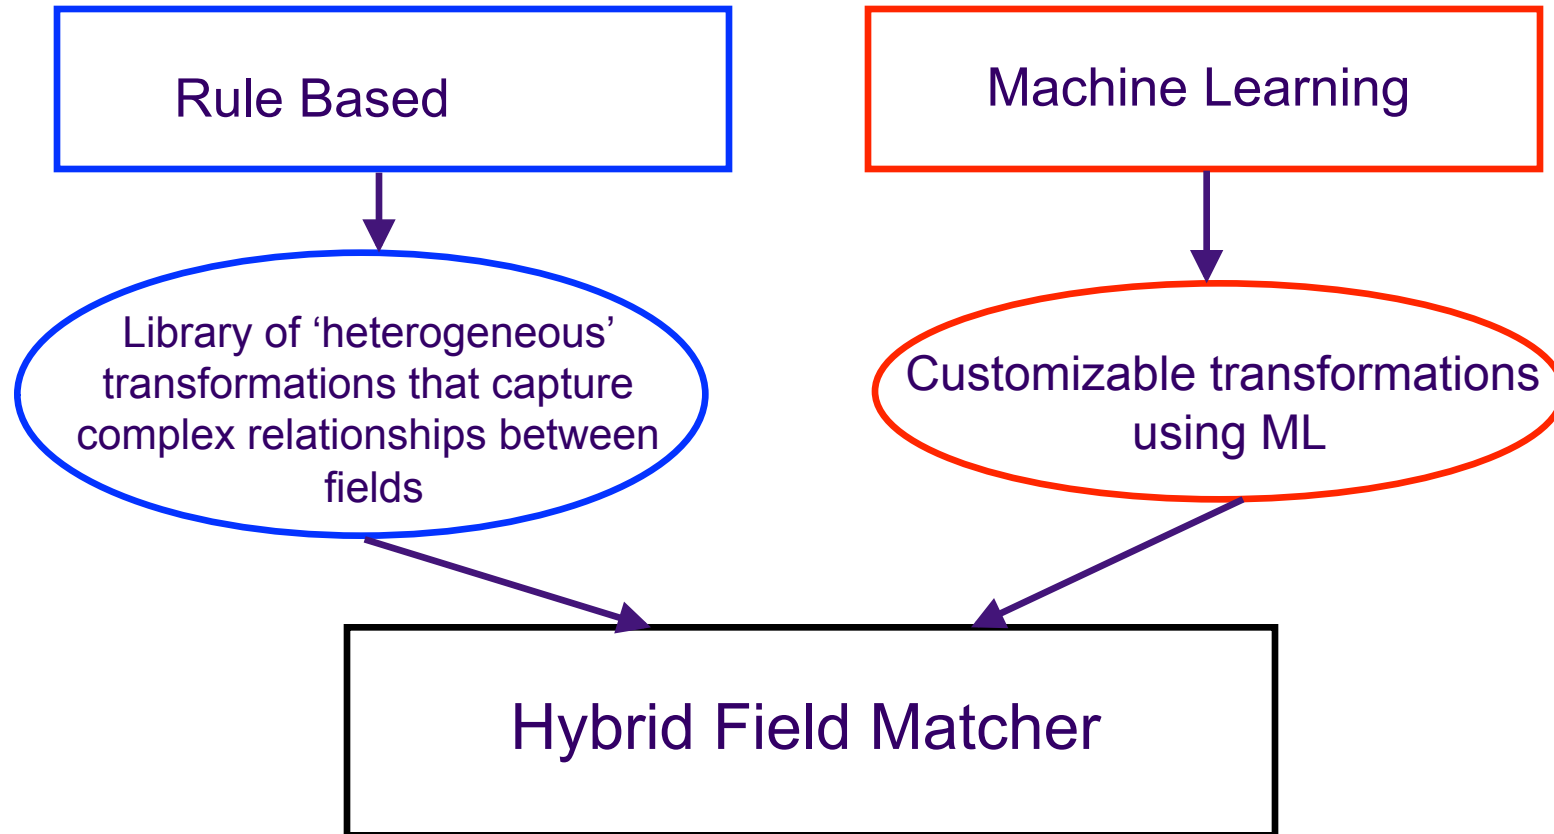 Rule Based
Machine Learning
Library of ‘heterogeneous’
transformations that capture
complex relationships between
fields
Customizable transformations
using ML
Hybrid Field Matcher